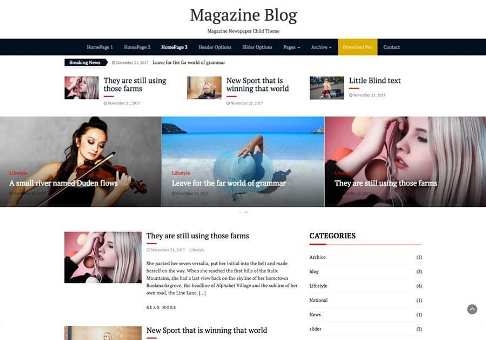 Magazine Blog
Magazine Newspaper Child Theme
HomePage 1 HomePage 2 HomePage 3 Header Options Slider Options Pages Archive Download Pro Contact
Breaking News November 21, 2017 Leave for the far world of grammar
They are still using those farms
November 21, 2017
New Sport that is winning that world
November 21, 2017
Little Blind text
November 21, 2017
Lifestyle
A small river named Duden flows
Lifestyle
Leave for the far world of grammar
Lifestyle
They are still using those farms
They are still using those farms
November 21, 2017 Lifestyle
She packed her seven versalia, put her initial into the belt and made
herself on the way. When she reached the first hills of the Italic
Mountains, she had a last view back on the skyline of her hometown
Bookmarksgrove, the headline of Alphabet Village and the subline of her
own road, the Line Lane. [...]
READ MORE
New Sport that is winning that world
CATEGORIES
Archive (1)
blog (3)
Lifestyle (4)
National (1)
News (1)
slider (3)